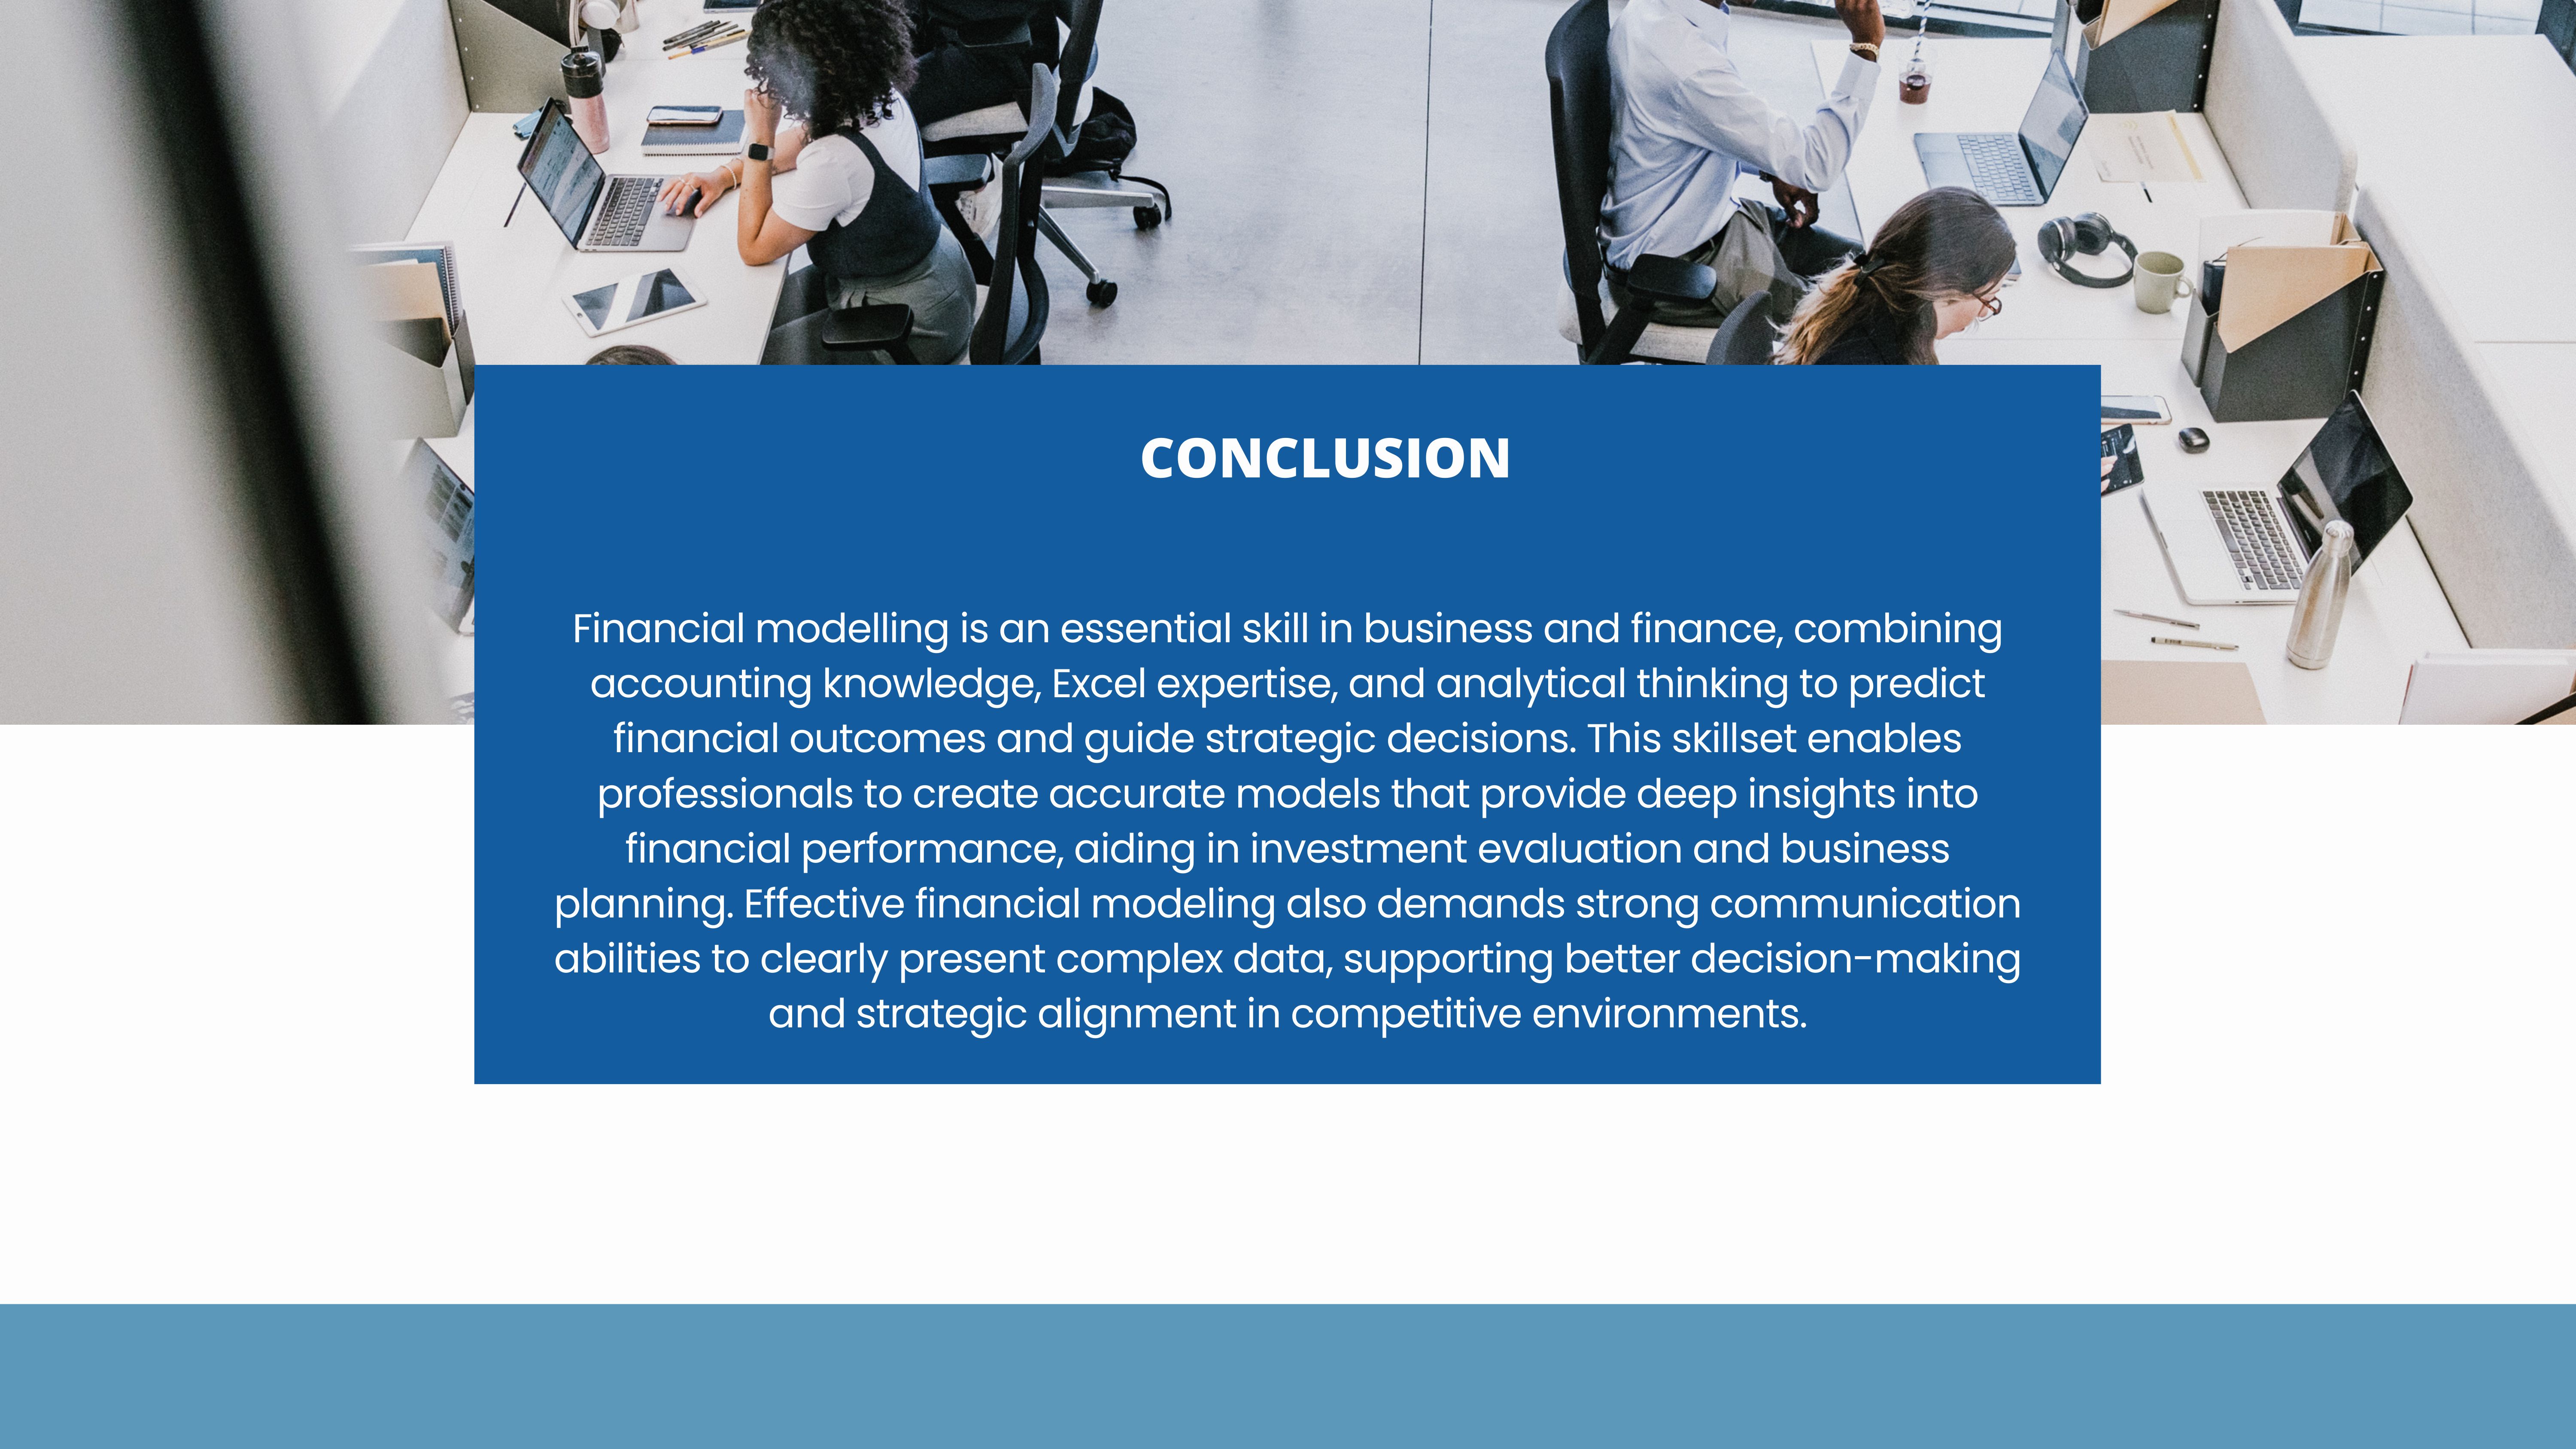 CONCLUSION
Financial modelling is an essential skill in business and finance, combining
accounting knowledge, Excel expertise, and analytical thinking to predict
financial outcomes and guide strategic decisions. This skillset enables
professionals to create accurate models that provide deep insights into
financial performance, aiding in investment evaluation and business
planning. Effective financial modeling also demands strong communication
abilities to clearly present complex data, supporting better decision-making
and strategic alignment in competitive environments.